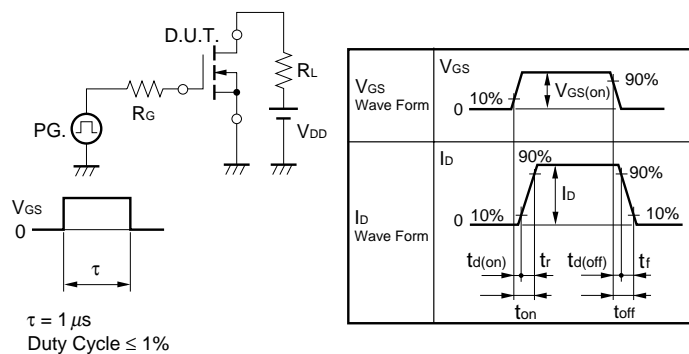 D.U.T.
RL
RG
PG.
VDD
VGS
0
τ
τ = 1 μs
Duty Cycle ≤ 1%
VGS
Wave Form
VGS
10%
0
VGS(on)
90%
ID
Wave Form
ID
90%
90%
ID
0
10%
10%
td(on)
tr
td(off)
tf
ton
toff